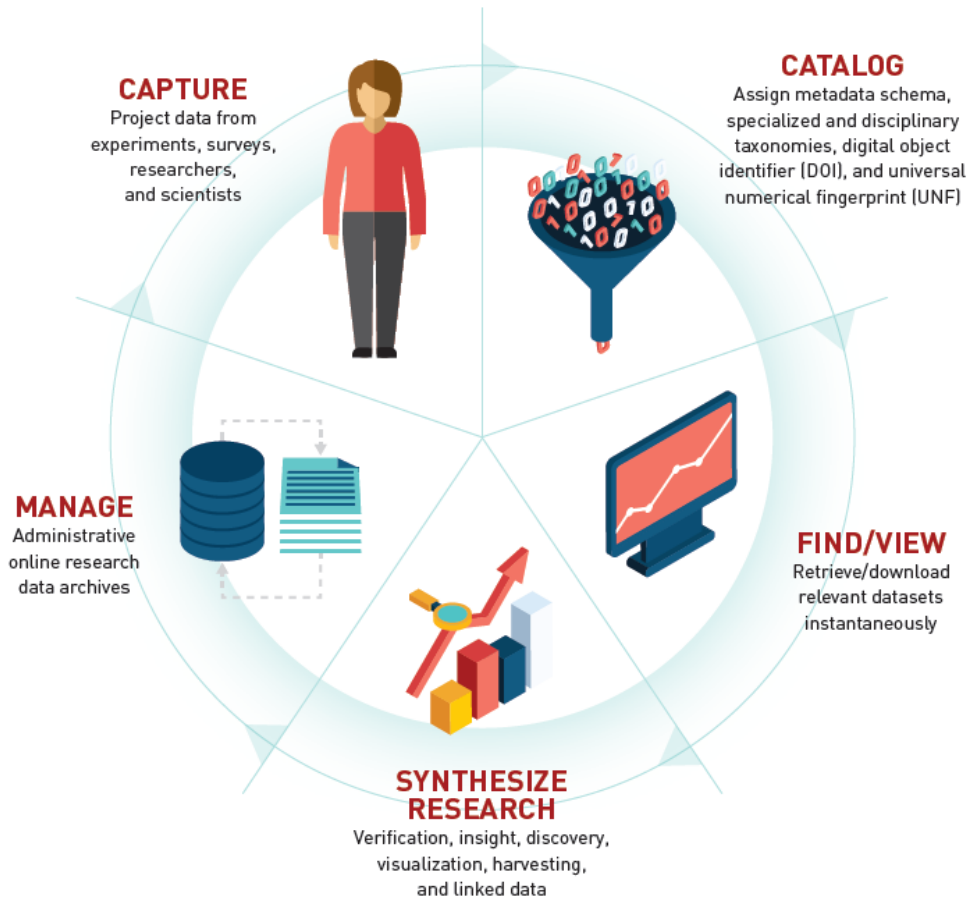 CAPTURE
Project data from
experiments, surveys,
researchers,
and scientists
CATALOG
Assign metadata schema,
specialized and disciplinary
taxonomies, digital object
identifier (DOI), and universal
numerical fingerprint (UNF)
FIND/VIEW
Retrieve/download
relevant datasets
instantaneously
SYNTHESIZE
RESEARCH
Verification, insight, discovery,
visualization, harvesting,
and linked data
MANAGE
Administrative
online research
data archives